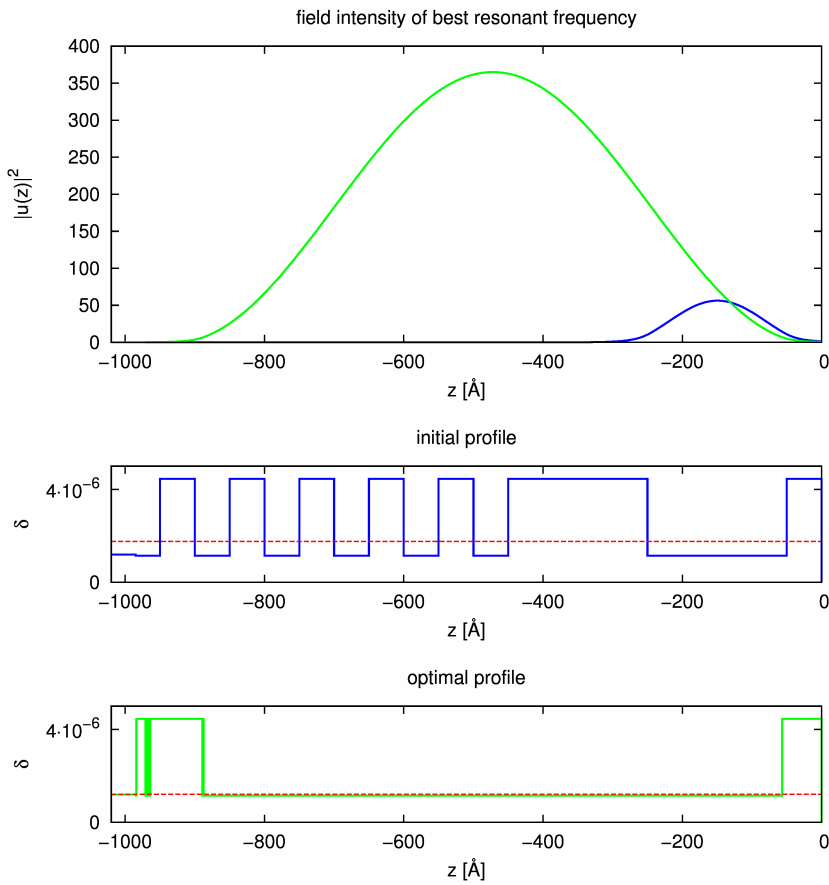 field intensity of best resonant frequency
400
350
300
250
200
150
100
50
0
|u(z)|²
−1000 −800 −600 −400 −200 0
z [Å]
initial profile
4·10⁻⁶
δ
0
−1000 −800 −600 −400 −200 0
z [Å]
optimal profile
4·10⁻⁶
δ
0
−1000 −800 −600 −400 −200 0
z [Å]